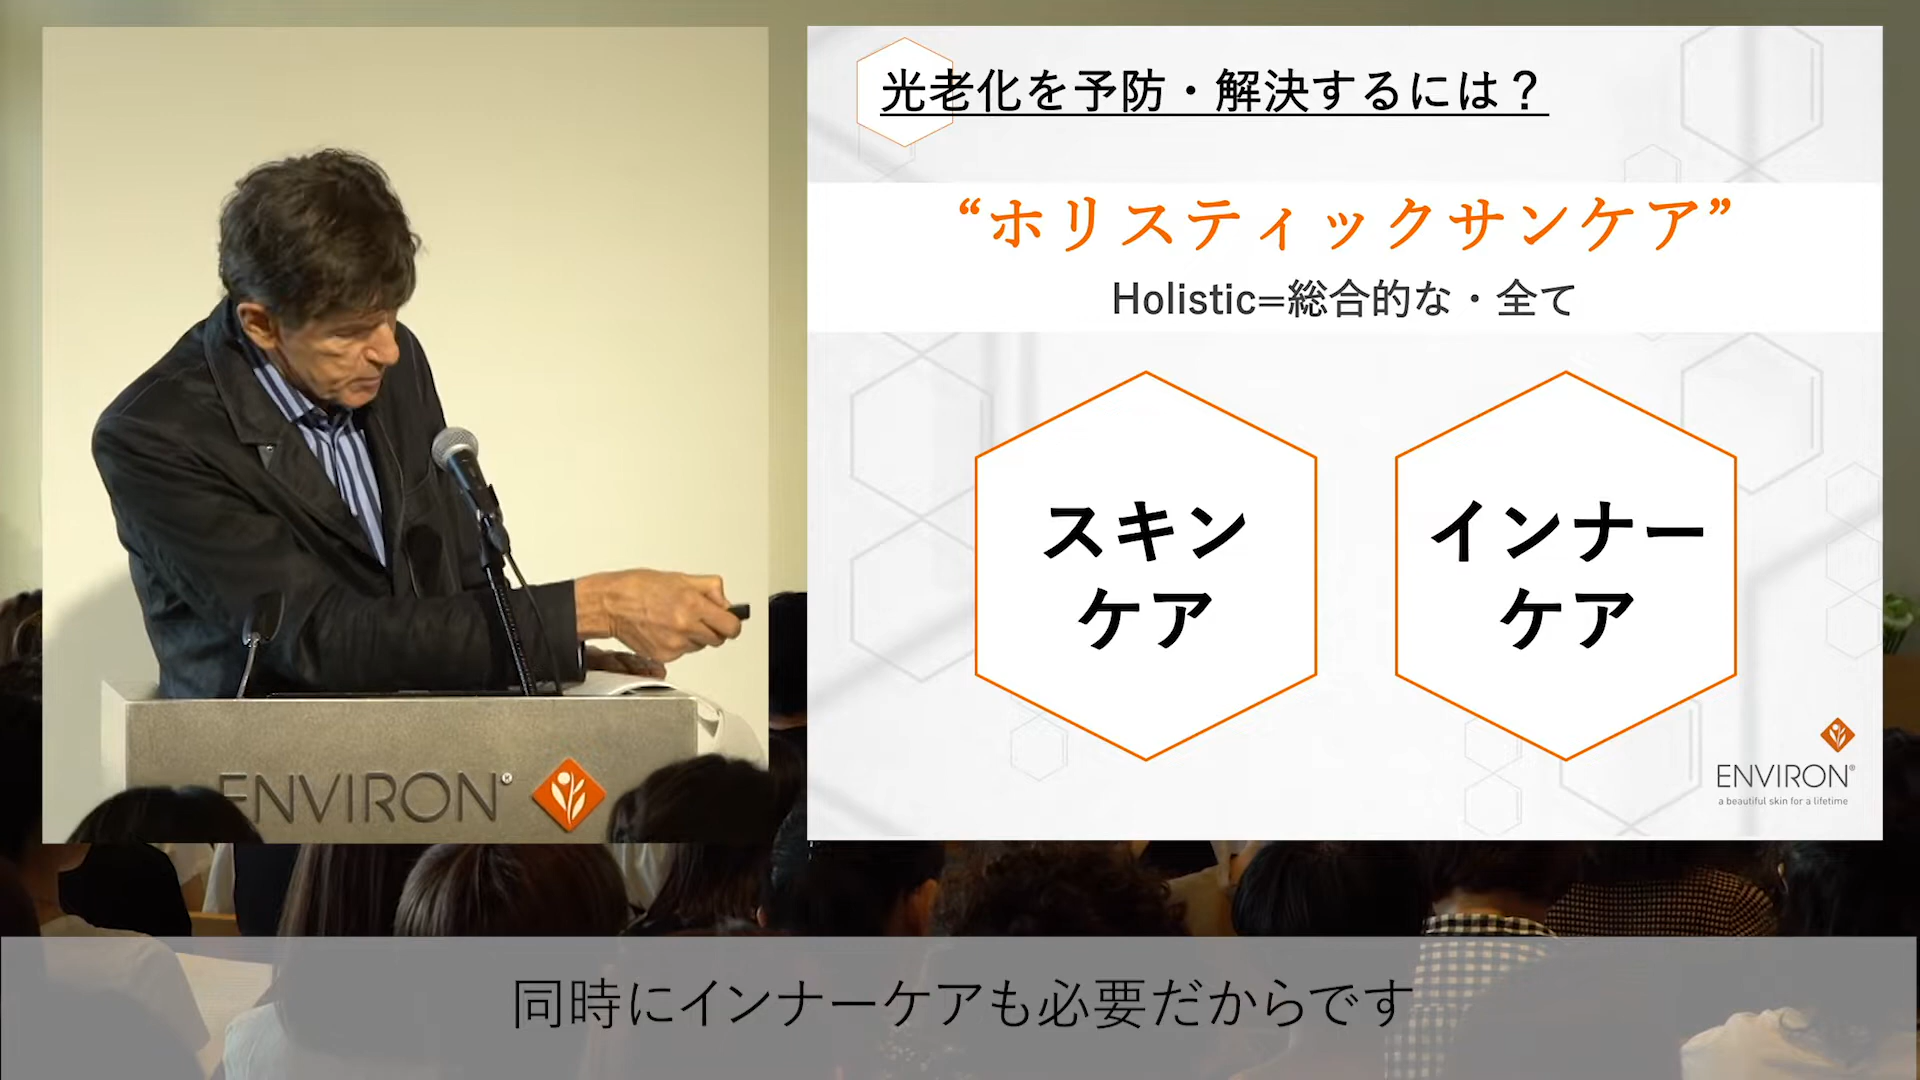 光老化を予防・解決するには？
“ホリスティックサンケア”
Holistic=総合的な・全て
スキン
ケア
インナー
ケア
ENVIRON®
a beautiful skin for a lifetime
ENVIRON®
同時にインナーケアも必要だからです